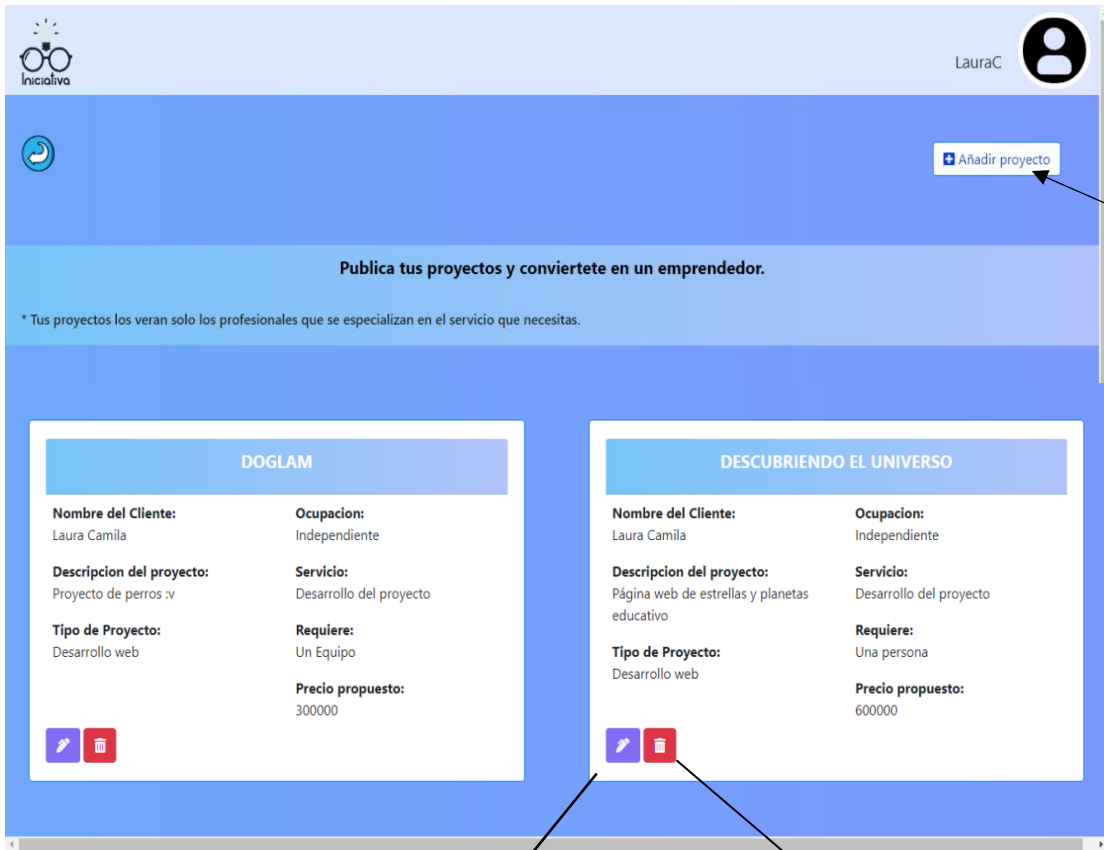 Iniciativa
LauraC
Añadir proyecto
Publica tus proyectos y conviertete en un emprendedor.
* Tus proyectos los veran solo los profesionales que se especializan en el servicio que necesitas.
DOGLAM
Nombre del Cliente:
Laura Camila
Descripcion del proyecto:
Proyecto de perros :v
Tipo de Proyecto:
Desarrollo web
Ocupacion:
Independiente
Servicio:
Desarrollo del proyecto
Requiere:
Un Equipo
Precio propuesto:
300000
DESCUBRIENDO EL UNIVERSO
Nombre del Cliente:
Laura Camila
Descripcion del proyecto:
Página web de estrellas y planetas
educativo
Tipo de Proyecto:
Desarrollo web
Ocupacion:
Independiente
Servicio:
Desarrollo del proyecto
Requiere:
Una persona
Precio propuesto:
600000